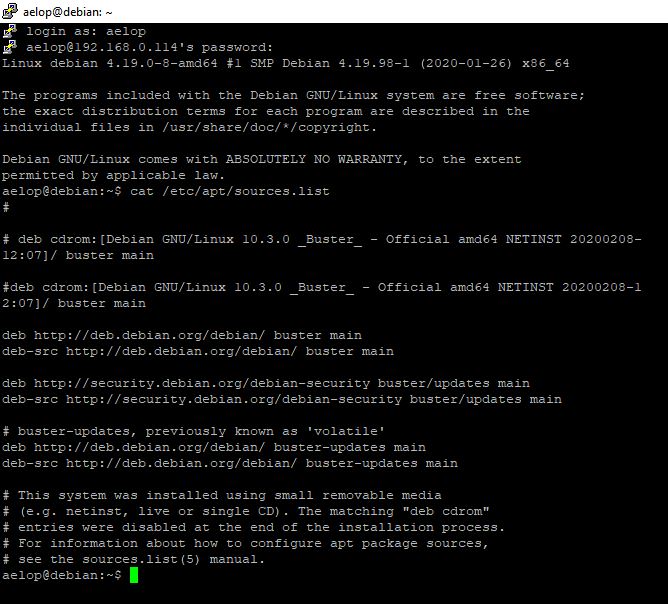 aelop@debian: ~
login as: aelop
aelop@192.168.0.114's password:
Linux debian 4.19.0-8-amd64 #1 SMP Debian 4.19.98-1 (2020-01-26) x86_64
The programs included with the Debian GNU/Linux system are free software;
the exact distribution terms for each program are described in the
individual files in /usr/share/doc/*/copyright.
Debian GNU/Linux comes with ABSOLUTELY NO WARRANTY, to the extent
permitted by applicable law.
aelop@debian:~$ cat /etc/apt/sources.list
#
# deb cdrom:[Debian GNU/Linux 10.3.0 _Buster_ - Official amd64 NETINST 20200208-
12:07]/ buster main
#deb cdrom:[Debian GNU/Linux 10.3.0 _Buster_ - Official amd64 NETINST 20200208-1
2:07]/ buster main
deb http://deb.debian.org/debian/ buster main
deb-src http://deb.debian.org/debian/ buster main
deb http://security.debian.org/debian-security buster/updates main
deb-src http://security.debian.org/debian-security buster/updates main
# buster-updates, previously known as 'volatile'
deb http://deb.debian.org/debian/ buster-updates main
deb-src http://deb.debian.org/debian/ buster-updates main
# This system was installed using small removable media
# (e.g. netinst, live or single CD). The matching "deb cdrom"
# entries were disabled at the end of the installation process.
# For information about how to configure apt package sources,
# see the sources.list(5) manual.
aelop@debian:~$